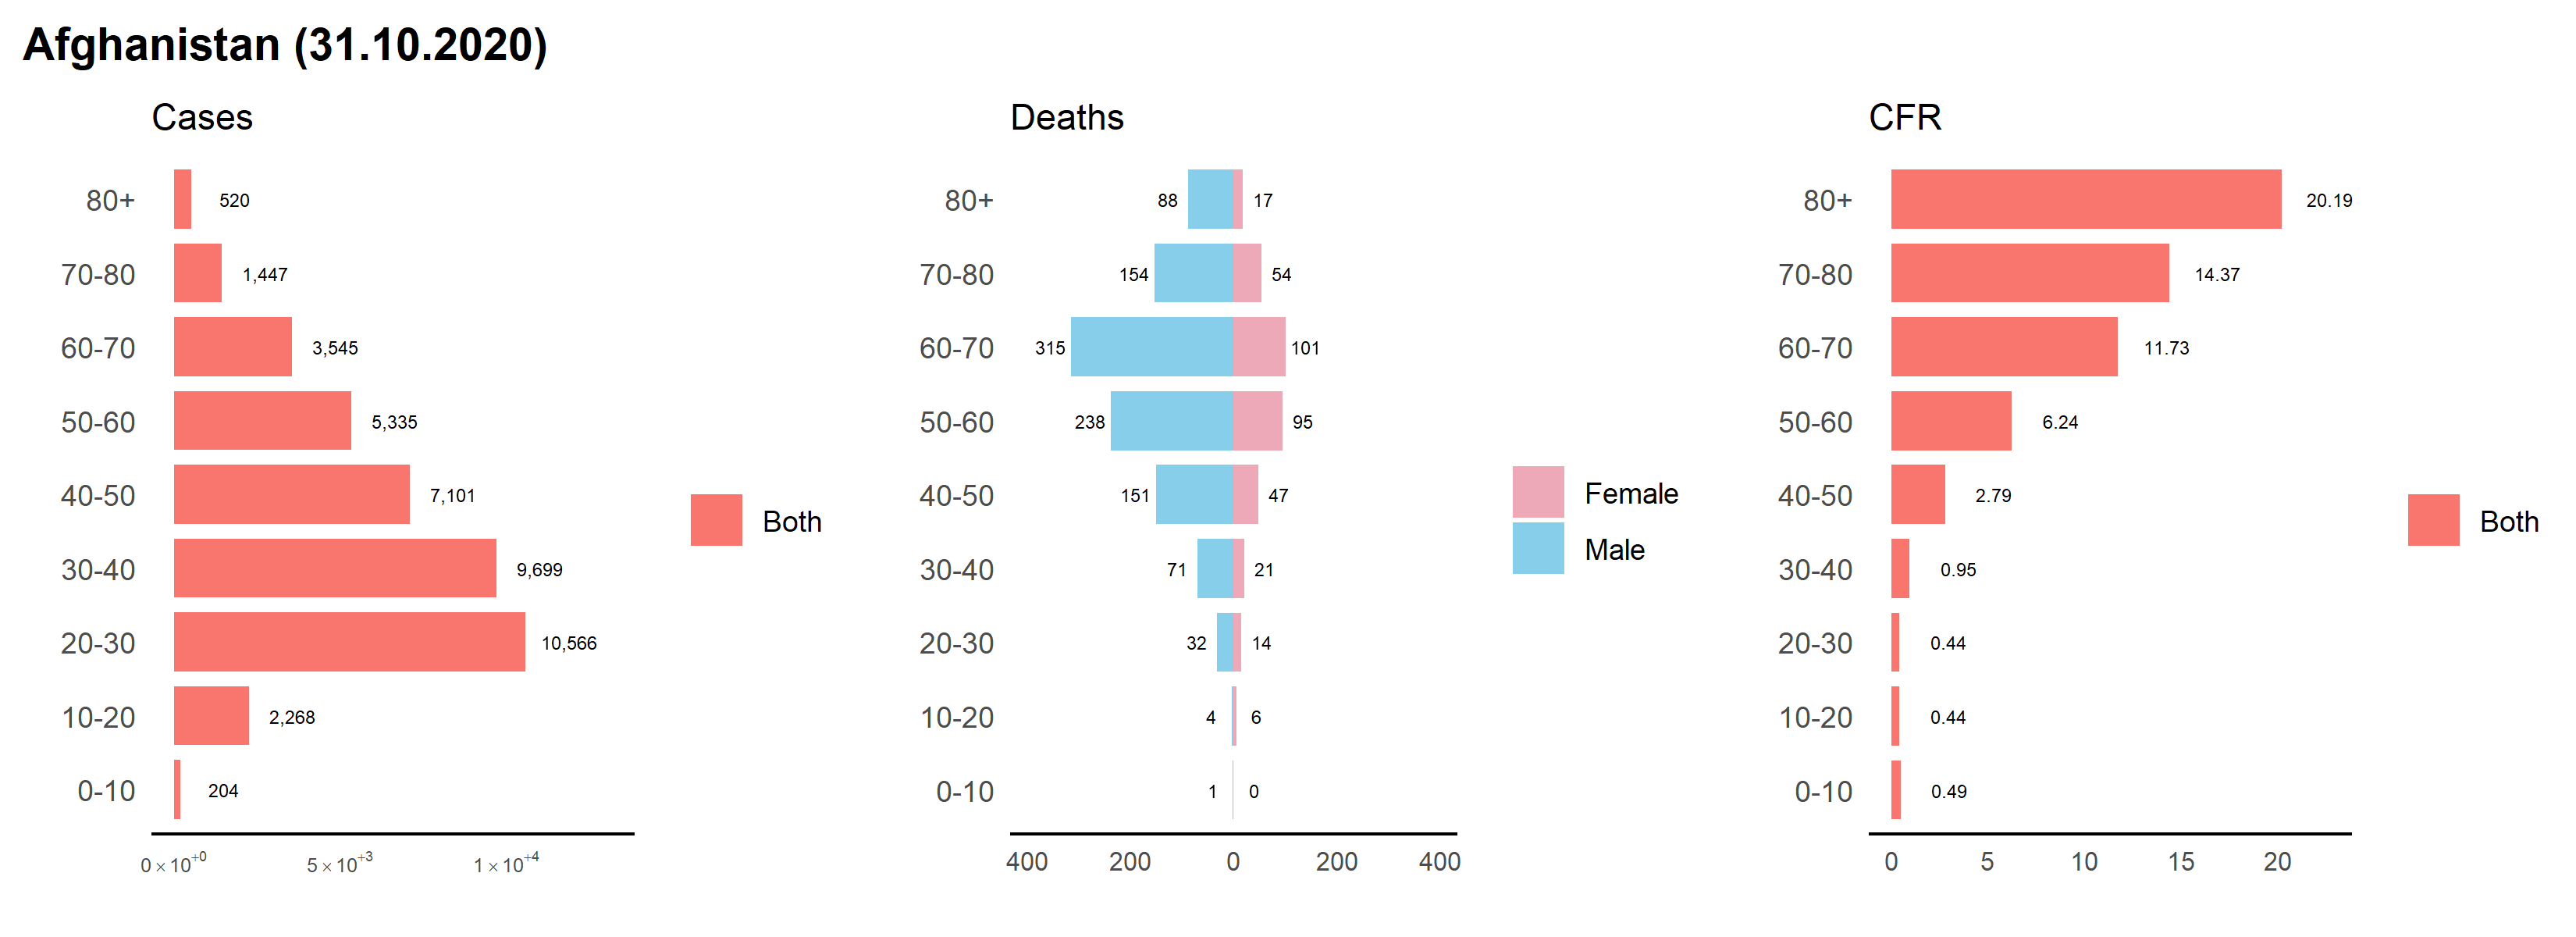 Afghanistan (31.10.2020)
Cases
80+ 520
70-80 1,447
60-70 3,545
50-60 5,335
40-50 7,101
30-40 9,699
20-30 10,566
10-20 2,268
0-10 204
0×10⁺⁰ 5×10⁺³ 1×10⁺⁴
Both
Deaths
80+ 88 17
70-80 154 54
60-70 315 101
50-60 238 95
40-50 151 47
30-40 71 21
20-30 32 14
10-20 4 6
0-10 1 0
400 200 0 200 400
Female
Male
CFR
80+ 20.19
70-80 14.37
60-70 11.73
50-60 6.24
40-50 2.79
30-40 0.95
20-30 0.44
10-20 0.44
0-10 0.49
0 5 10 15 20
Both